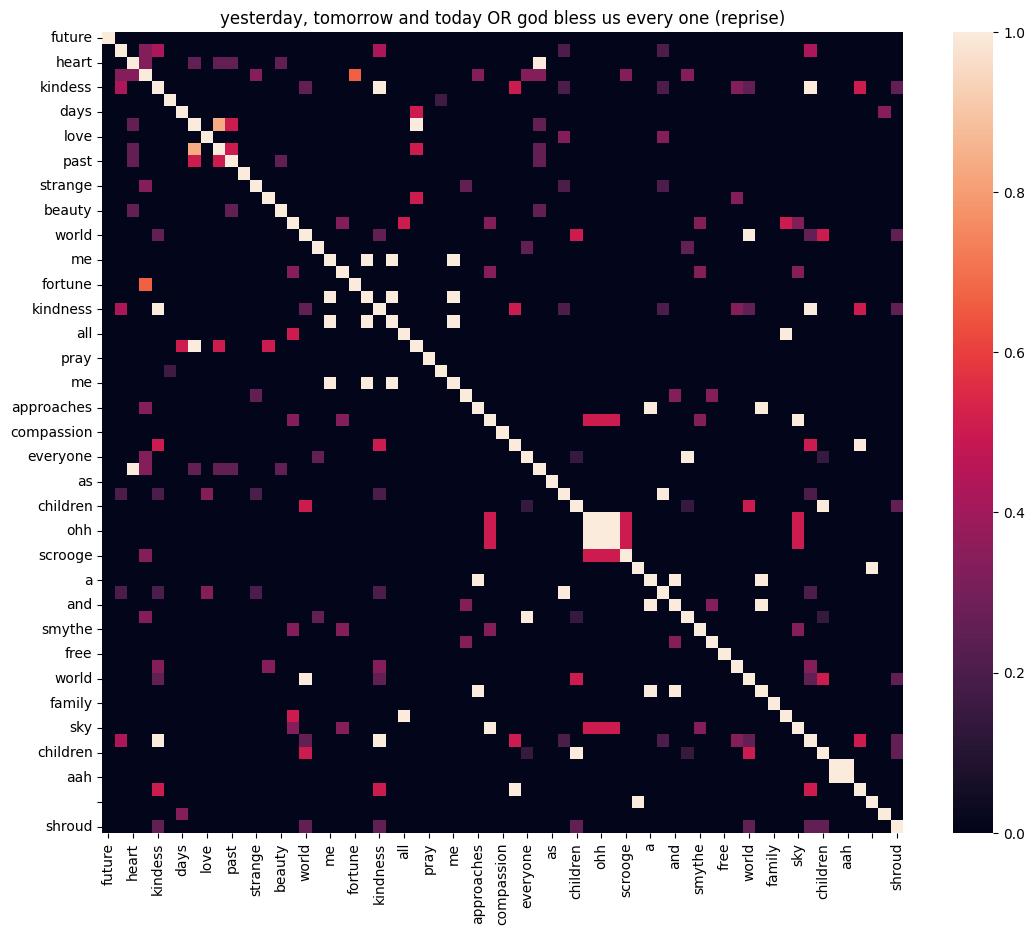 yesterday, tomorrow and today OR god bless us every one (reprise)
future
heart
kindess
days
love
past
strange
beauty
world
me
fortune
kindness
all
pray
me
approaches
compassion
everyone
as
children
ohh
scrooge
a
and
smythe
free
world
family
sky
children
aah
shroud
1.0
0.8
0.6
0.4
0.2
0.0
future
heart
kindess
days
love
past
strange
beauty
world
me
fortune
kindness
all
pray
me
approaches
compassion
everyone
as
children
ohh
scrooge
a
and
smythe
free
world
family
sky
children
aah
shroud